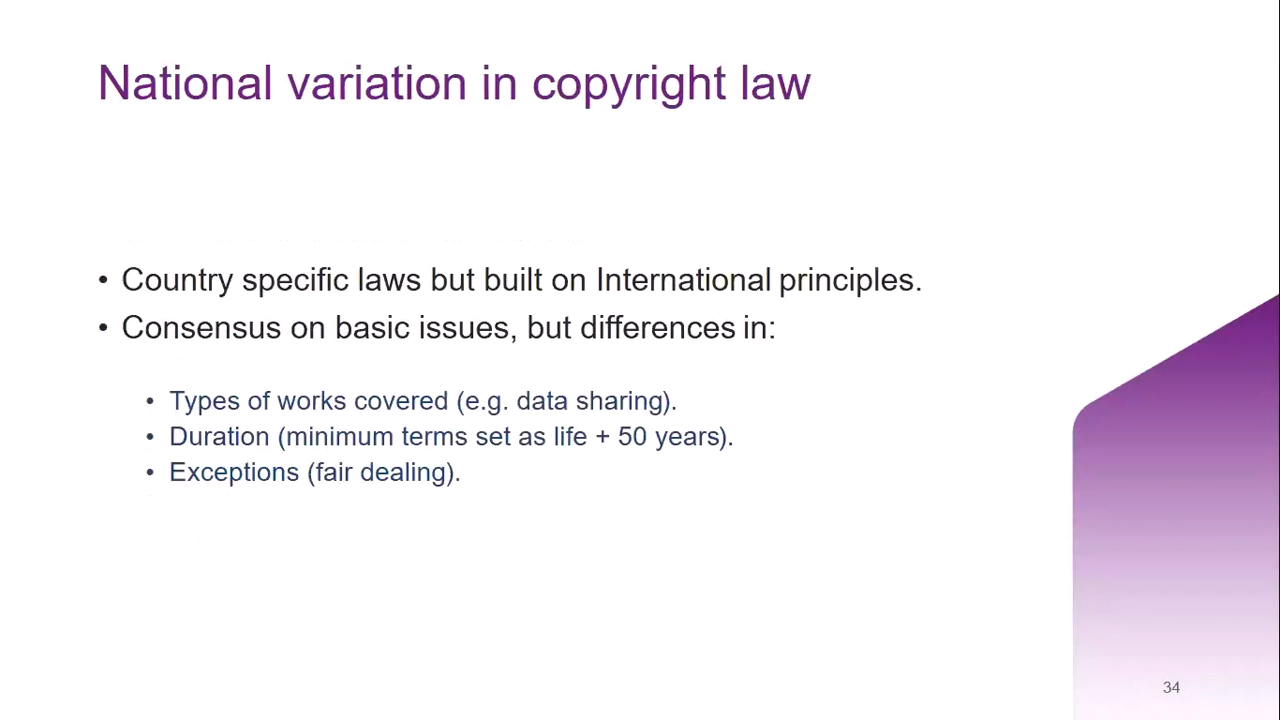 National variation in copyright law
• Country specific laws but built on International principles.
• Consensus on basic issues, but differences in:
• Types of works covered (e.g. data sharing).
• Duration (minimum terms set as life + 50 years).
• Exceptions (fair dealing).
34